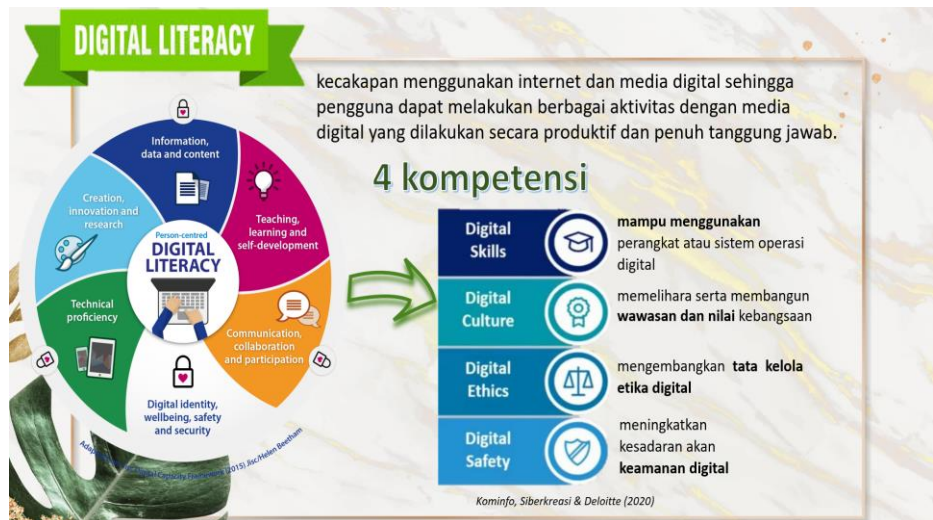 DIGITAL LITERACY
kecakapan menggunakan internet dan media digital sehingga
pengguna dapat melakukan berbagai aktivitas dengan media
digital yang dilakukan secara produktif dan penuh tanggung jawab.
Information,
data and content
Teaching,
learning and
self-development
Communication,
collaboration
and participation
Digital identity,
wellbeing, safety
and security
Technical
proficiency
Creation,
innovation and
research
Person-centred
DIGITAL
LITERACY
(2015) Jisc/Helen Beetham
4 kompetensi
Digital
Skills
mampu menggunakan
perangkat atau sistem operasi
digital
Digital
Culture
memelihara serta membangun
wawasan dan nilai kebangsaan
Digital
Ethics
mengembangkan tata kelola
etika digital
Digital
Safety
meningkatkan
kesadaran akan
keamanan digital
Kominfo, Siberkreasi & Deloitte (2020)